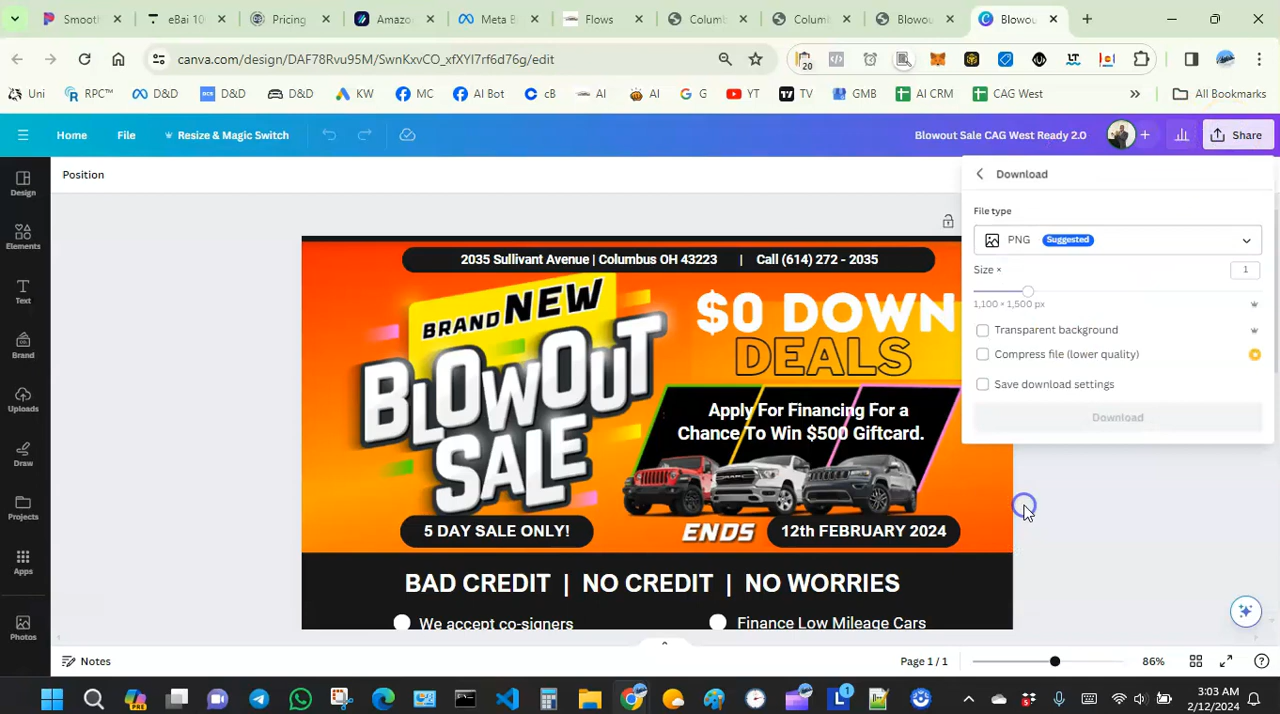 Smoot
eBai 10
Pricing
Amazo
Meta B
Flows
Columb
Columb
Blowou
Blowou
canva.com/design/DAF78Rvu95M/SwnKxvCO_xfXYI7rf6d76g/edit
Uni
RPC™
D&D
D&D
D&D
KW
MC
AI Bot
cB
AI
AI
G
YT
TV
GMB
AI CRM
CAG West
All Bookmarks
Home
File
Resize & Magic Switch
Blowout Sale CAG West Ready 2.0
Share
Design
Elements
Text
Brand
Uploads
Draw
Projects
Apps
Photos
Position
Download
File type
PNG Suggested
Size ×
1
1,100 × 1,500 px
Transparent background
Compress file (lower quality)
Save download settings
Download
2035 Sullivant Avenue | Columbus OH 43223 | Call (614) 272 - 2035
BRAND NEW
BLOWOUT
SALE
$0 DOWN
DEALS
Apply For Financing For a
Chance To Win $500 Giftcard.
5 DAY SALE ONLY!
ENDS 12th FEBRUARY 2024
BAD CREDIT | NO CREDIT | NO WORRIES
We accept co-signers
Finance Low Mileage Cars
Notes
Page 1 / 1
86%
3:03 AM
2/12/2024